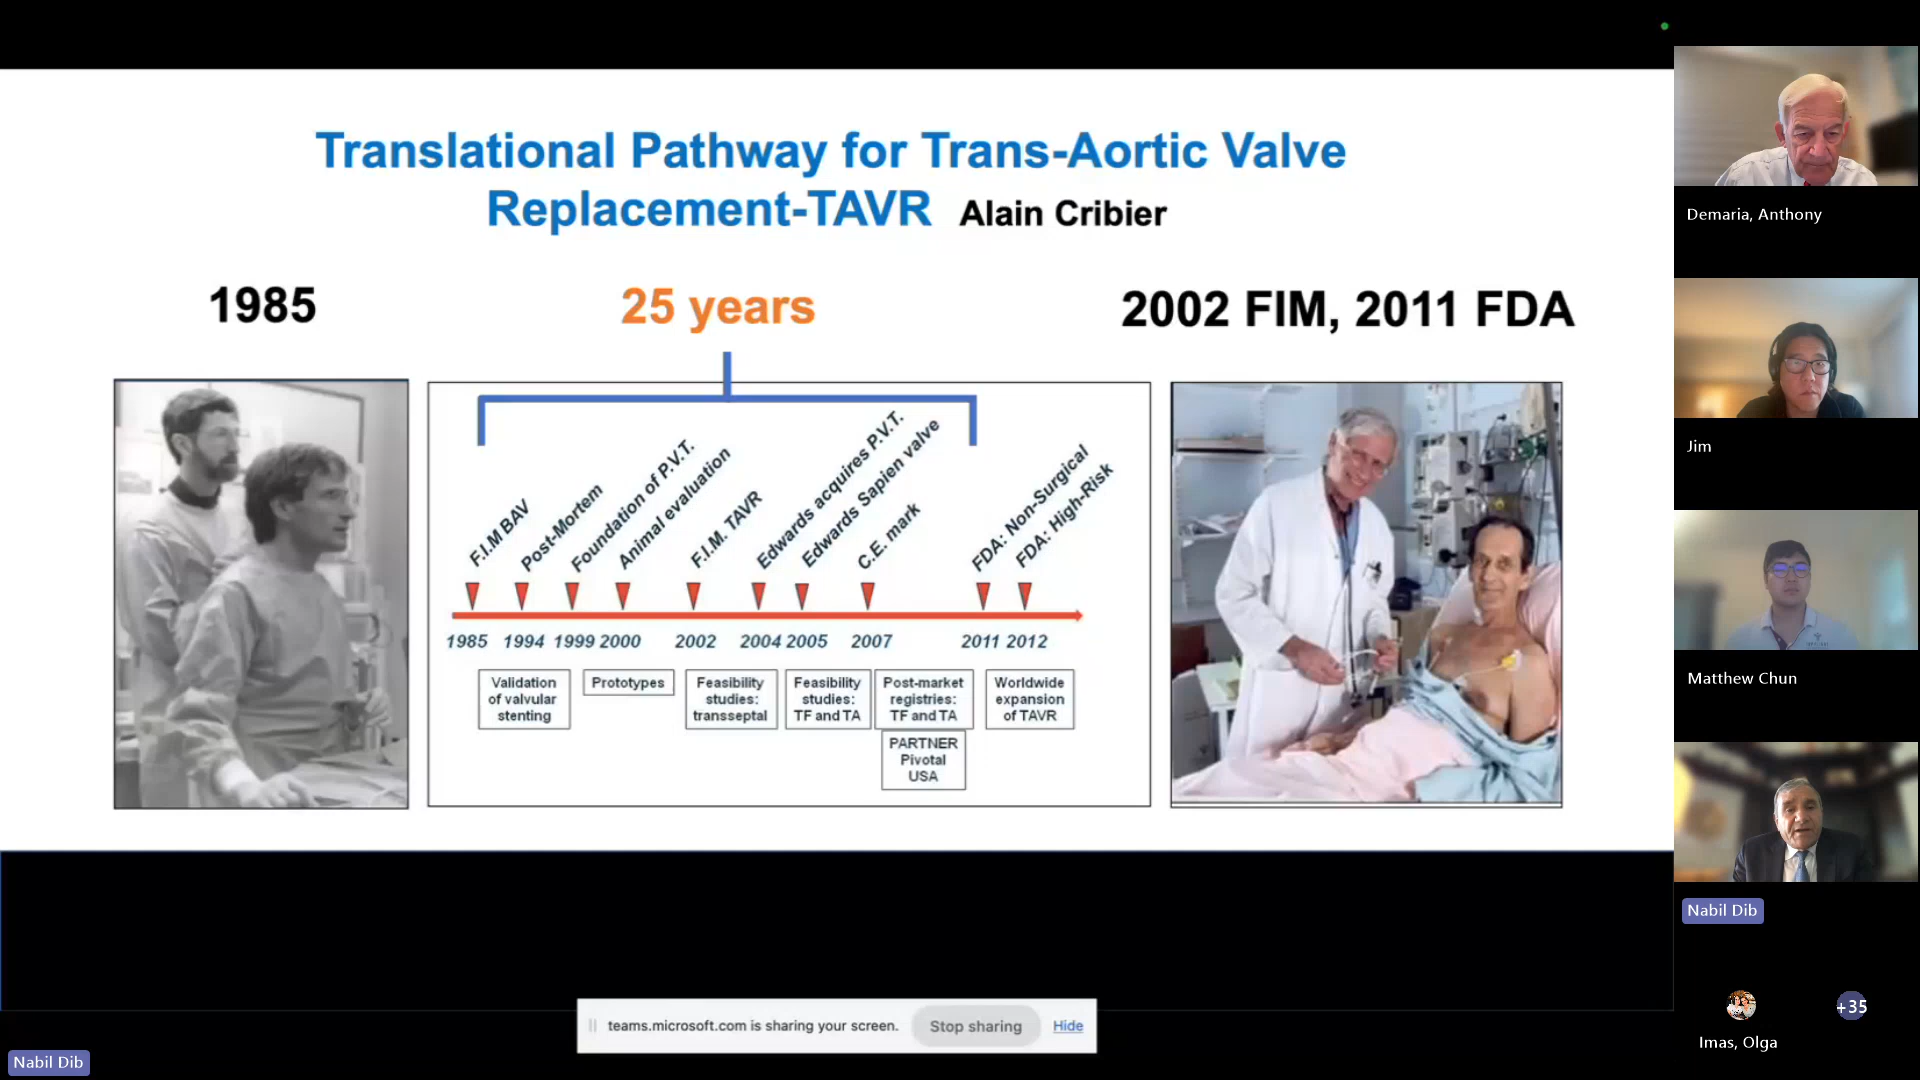 Translational Pathway for Trans-Aortic Valve
Replacement-TAVR Alain Cribier
1985
25 years
2002 FIM, 2011 FDA
F.I.M BAV
Post-Mortem
Foundation of P.V.T.
Animal evaluation
F.I.M. TAVR
Edwards acquires P.V.T.
Edwards Sapien valve
C.E. mark
FDA: Non-Surgical
FDA: High-Risk
1985 1994 1999 2000 2002 2004 2005 2007 2011 2012
Validation
of valvular
stenting
Prototypes
Feasibility
studies:
transseptal
Feasibility
studies:
TF and TA
Post-market
registries:
TF and TA
PARTNER
Pivotal
USA
Worldwide
expansion
of TAVR
teams.microsoft.com is sharing your screen.
Stop sharing
Hide
Nabil Dib
Demaria, Anthony
Jim
Matthew Chun
Nabil Dib
+35
Imas, Olga